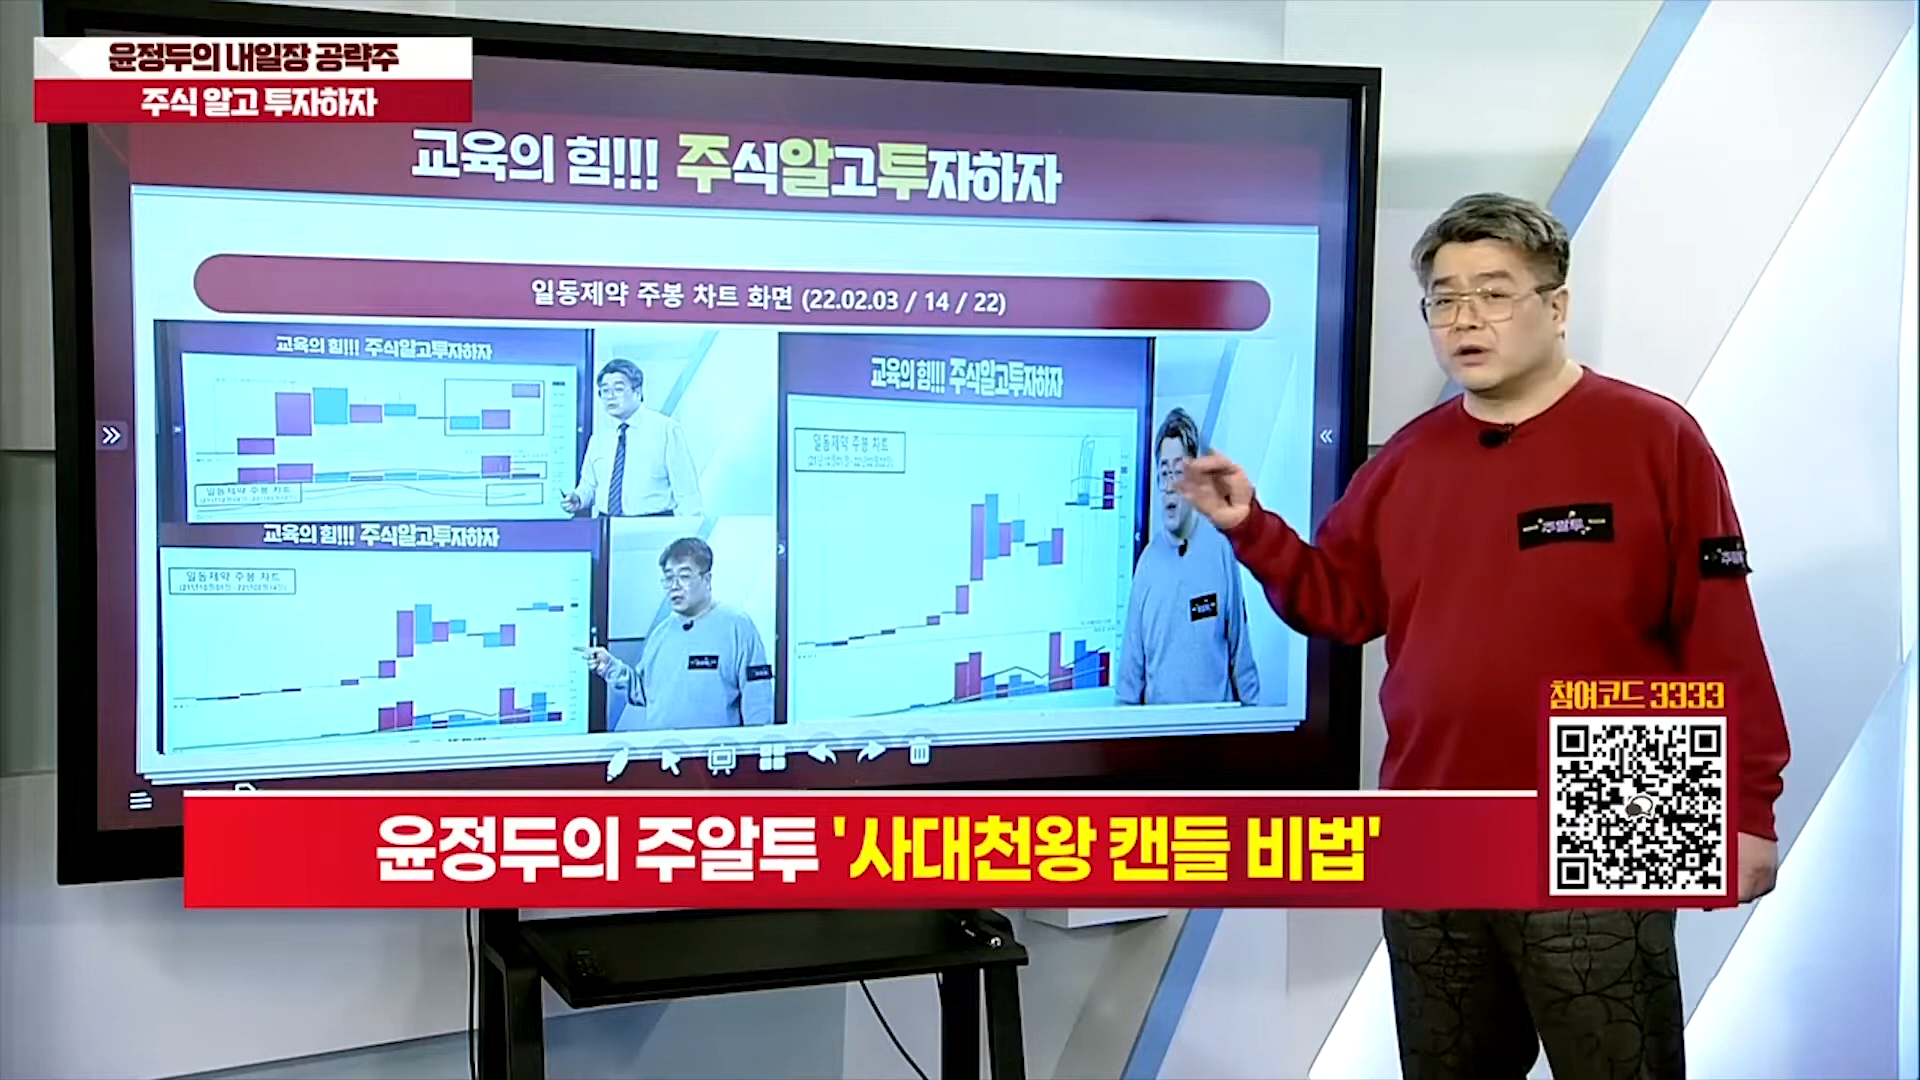 윤정두의 내일장 공략주
주식 알고 투자하자
교육의 힘!!! 주식알고투자하자
일동제약 주봉 차트 화면 (22.02.03 / 14 / 22)
교육의 힘!!! 주식알고투자하자
일동제약 주봉 차트
교육의 힘!!! 주식알고투자하자
일동제약 주봉 차트
교육의 힘!!! 주식알고투자하자
일동제약 주봉 차트
주알투
참여코드 3333
윤정두의 주알투 '사대천왕 캔들 비법'